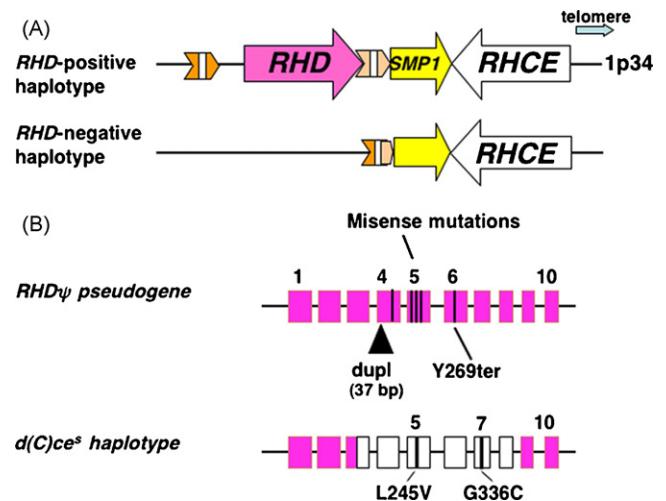 (A)
telomere
RHD-positive
haplotype
RHD
SMP1
RHCE
1p34
RHD-negative
haplotype
RHCE
(B)
Misense mutations
1
4
5
6
10
RHDψ pseudogene
dupl
(37 bp)
Y269ter
5
7
10
d(C)ceˢ haplotype
L245V
G336C